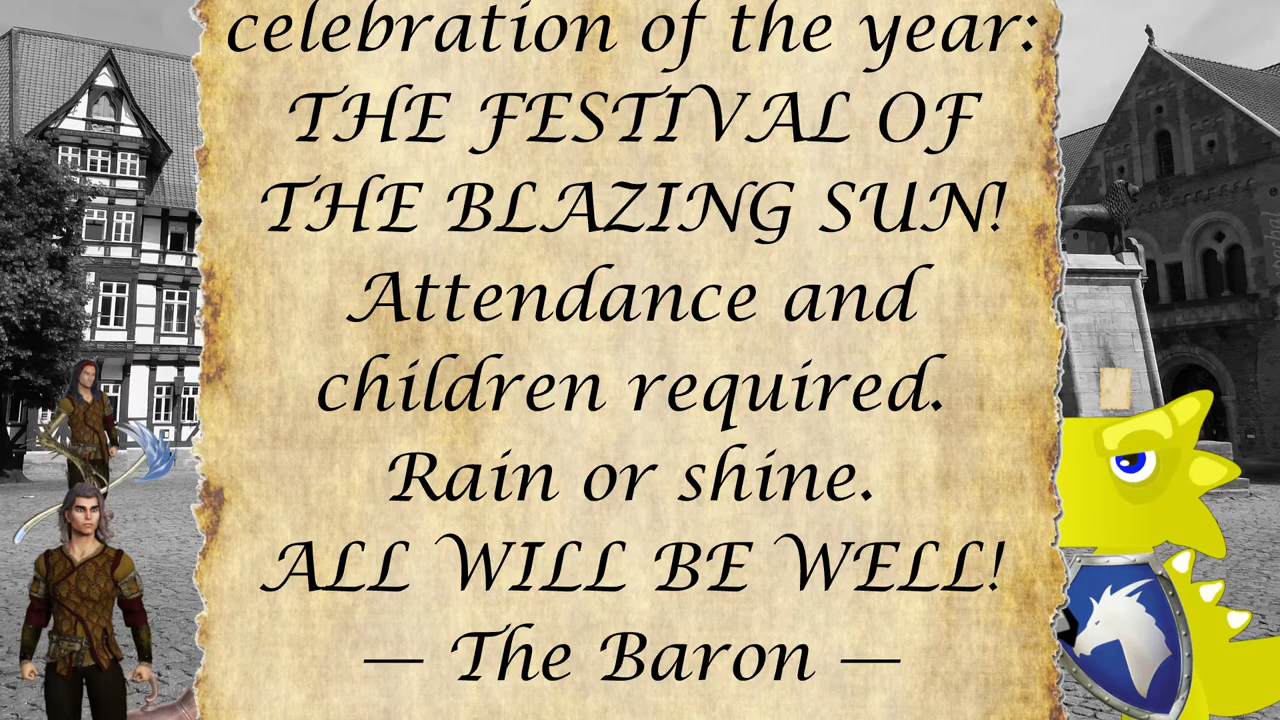 celebration of the year:
THE FESTIVAL OF
THE BLAZING SUN!
Attendance and
children required.
Rain or shine.
ALL WILL BE WELL!
— The Baron —